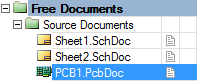 Free Documents
Source Documents
Sheet1.SchDoc
Sheet2.SchDoc
PCB1.PcbDoc